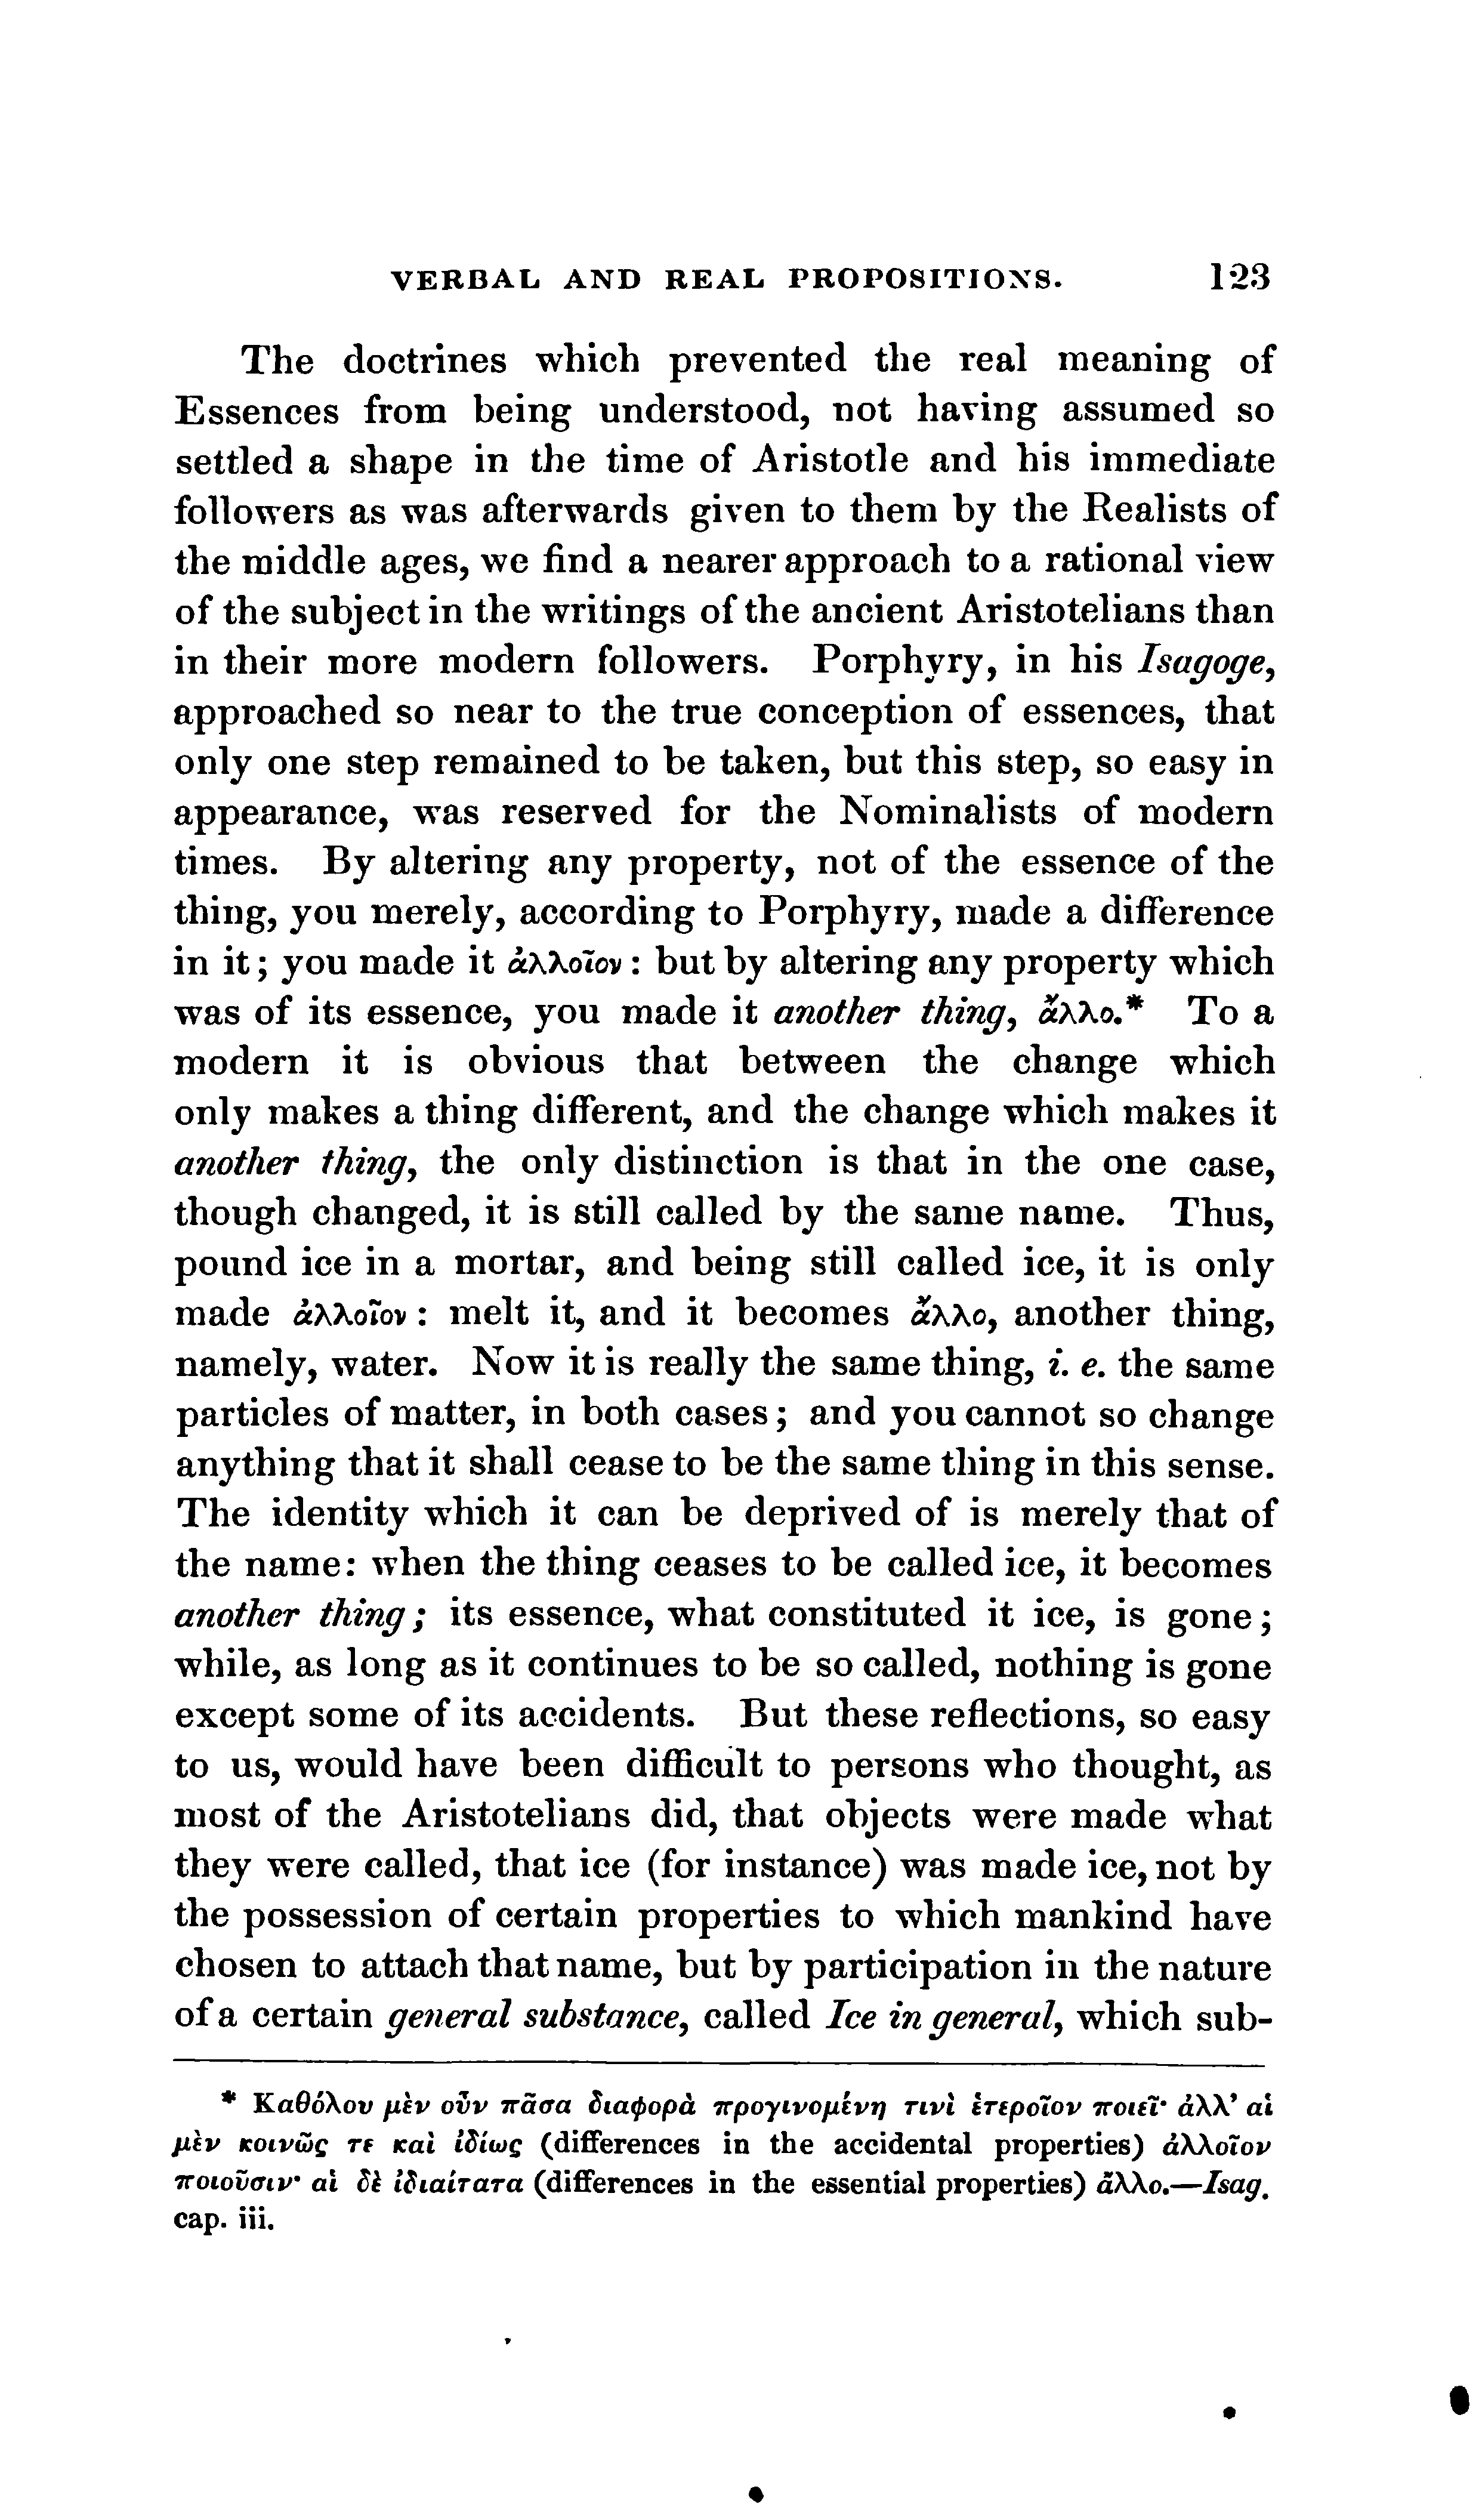 VERBAL AND REAL PROPOSITIONS. 123
The doctrines which prevented the real meaning of
Essences from being understood, not having assumed so
settled a shape in the time of Aristotle and his immediate
followers as was afterwards given to them by the Realists of
the middle ages, we find a nearer approach to a rational view
of the subject in the writings of the ancient Aristotelians than
in their more modern followers. Porphyry, in his Isagoge,
approached so near to the true conception of essences, that
only one step remained to be taken, but this step, so easy in
appearance, was reserved for the Nominalists of modern
times. By altering any property, not of the essence of the
thing, you merely, according to Porphyry, made a difference
in it; you made it ἀλλοῖον: but by altering any property which
was of its essence, you made it another thing, ἄλλο.* To a
modern it is obvious that between the change which
only makes a thing different, and the change which makes it
another thing, the only distinction is that in the one case,
though changed, it is still called by the same name. Thus,
pound ice in a mortar, and being still called ice, it is only
made ἀλλοῖον: melt it, and it becomes ἄλλο, another thing,
namely, water. Now it is really the same thing, i. e. the same
particles of matter, in both cases; and you cannot so change
anything that it shall cease to be the same thing in this sense.
The identity which it can be deprived of is merely that of
the name: when the thing ceases to be called ice, it becomes
another thing; its essence, what constituted it ice, is gone;
while, as long as it continues to be so called, nothing is gone
except some of its accidents. But these reflections, so easy
to us, would have been difficult to persons who thought, as
most of the Aristotelians did, that objects were made what
they were called, that ice (for instance) was made ice, not by
the possession of certain properties to which mankind have
chosen to attach that name, but by participation in the nature
of a certain general substance, called Ice in general, which sub-
* Καθόλου μὲν οὖν πᾶσα διαφορὰ προγινομένη τινὶ ἑτεροῖον ποιεῖ· ἀλλ’ αἱ
μὲν κοινῶς τε καὶ ἰδίως (differences in the accidental properties) ἀλλοῖον
ποιοῦσιν· αἱ δὲ ἰδιαίτατα (differences in the essential properties) ἄλλο.—Isag.
cap. iii.